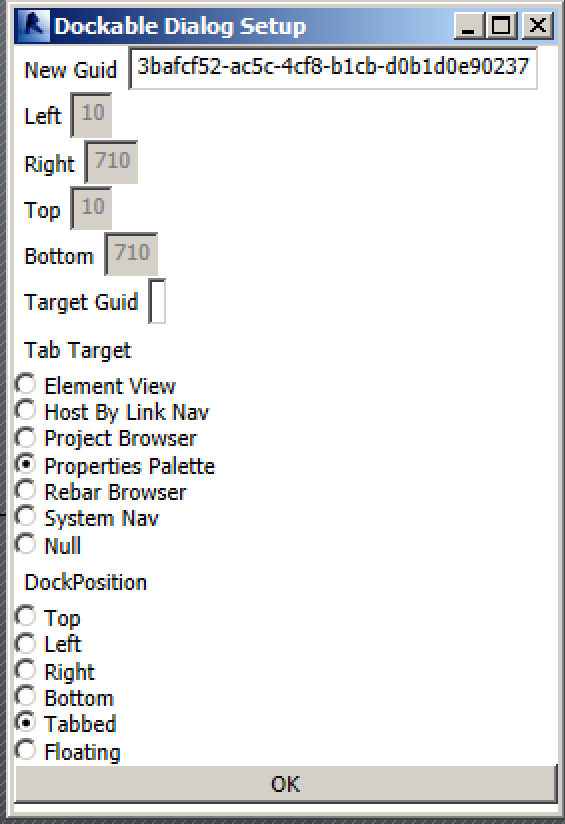 Dockable Dialog Setup
New Guid 3bafcf52-ac5c-4cf8-b1cb-d0b1d0e90237
Left 10
Right 710
Top 10
Bottom 710
Target Guid
Tab Target
Element View
Host By Link Nav
Project Browser
Properties Palette
Rebar Browser
System Nav
Null
DockPosition
Top
Left
Right
Bottom
Tabbed
Floating
OK